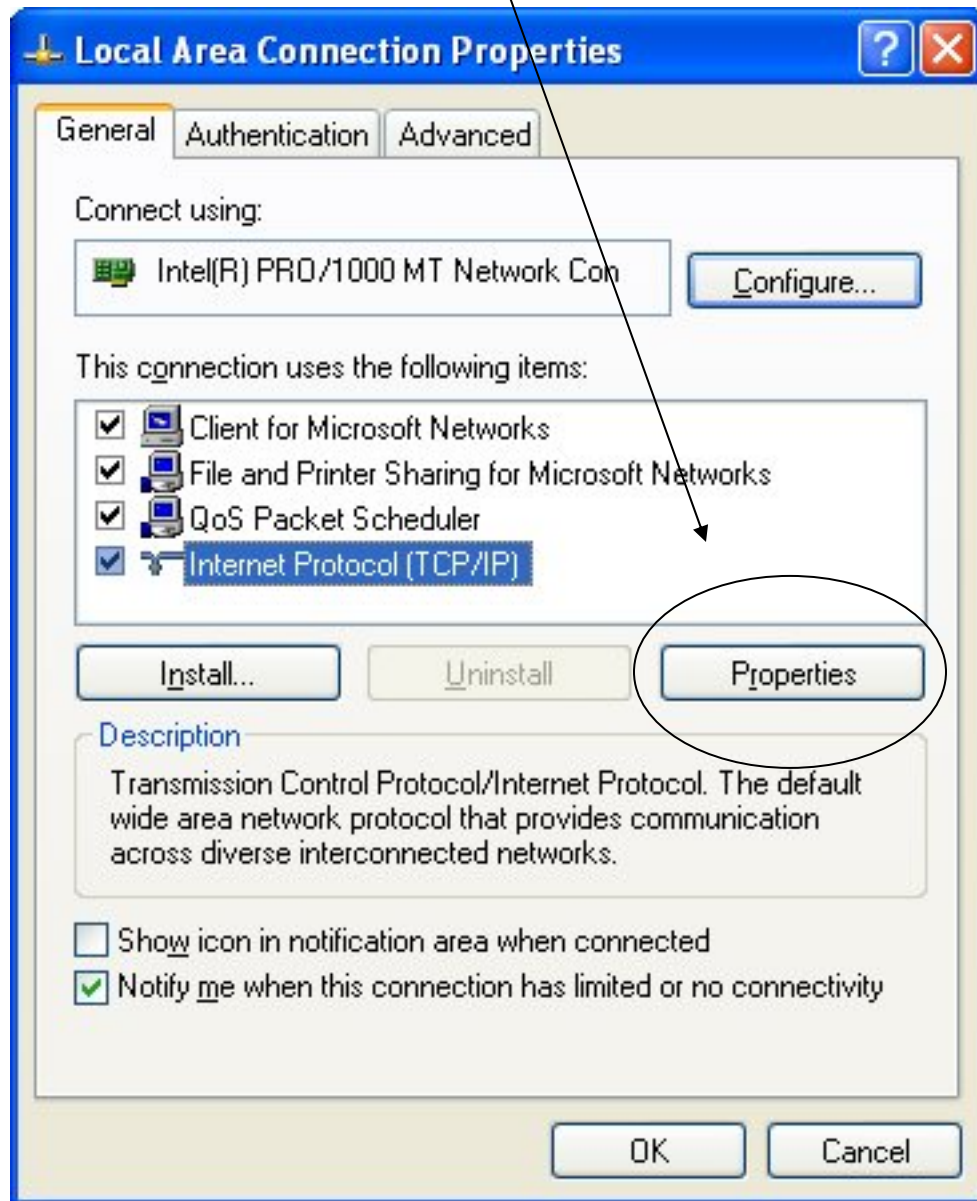 Local Area Connection Properties
General Authentication Advanced
Connect using:
Intel(R) PRO/1000 MT Network Con
Configure...
This connection uses the following items:
Client for Microsoft Networks
File and Printer Sharing for Microsoft Networks
QoS Packet Scheduler
Internet Protocol (TCP/IP)
Install... Uninstall Properties
Description
Transmission Control Protocol/Internet Protocol. The default
wide area network protocol that provides communication
across diverse interconnected networks.
Show icon in notification area when connected
Notify me when this connection has limited or no connectivity
OK Cancel